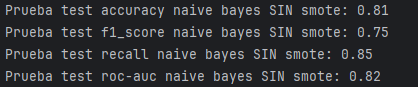 Prueba test accuracy naive bayes SIN smote: 0.81
Prueba test f1_score naive bayes SIN smote: 0.75
Prueba test recall naive bayes SIN smote: 0.85
Prueba test roc-auc naive bayes SIN smote: 0.82